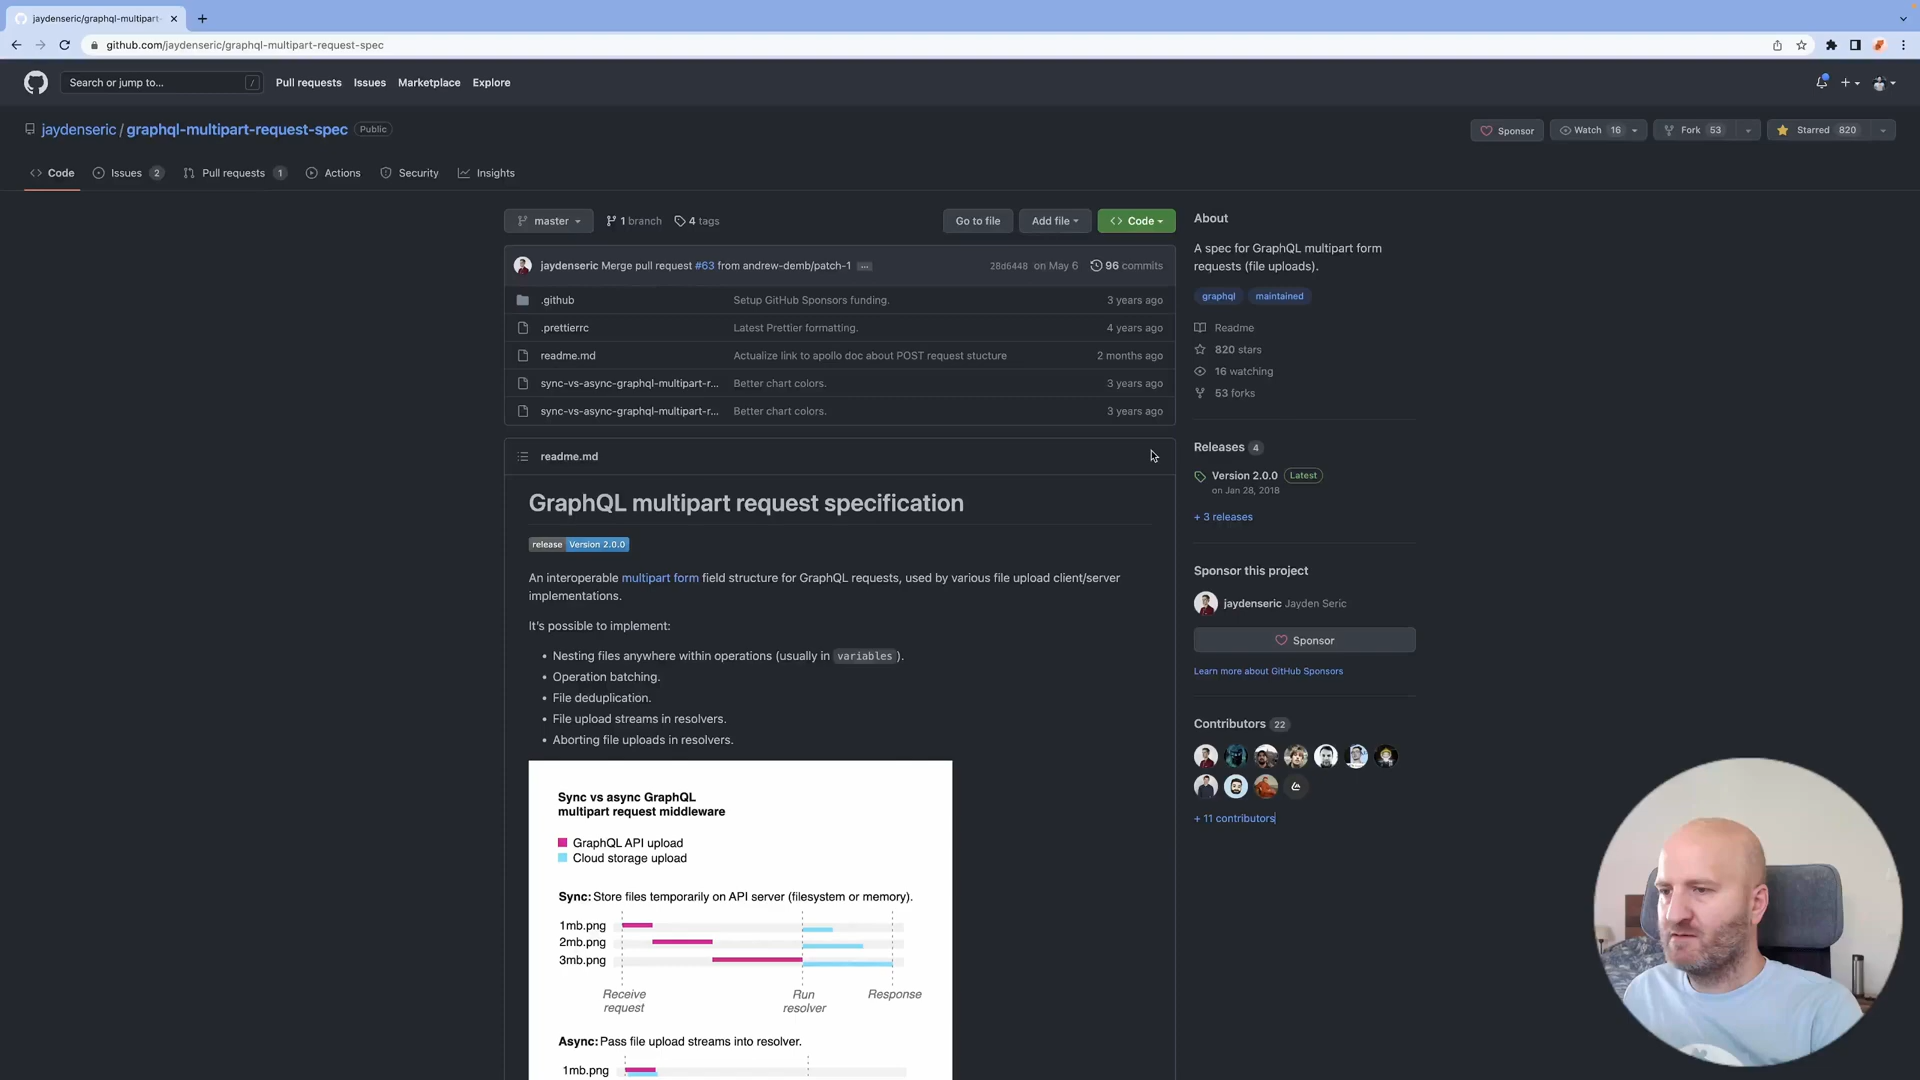 jaydenseric/graphql-multipart-
github.com/jaydenseric/graphql-multipart-request-spec
Search or jump to... /
Pull requests Issues Marketplace Explore
jaydenseric / graphql-multipart-request-spec Public
Sponsor Watch 16 Fork 53 Starred 820
Code Issues 2 Pull requests 1 Actions Security Insights
master 1 branch 4 tags Go to file Add file Code
jaydenseric Merge pull request #63 from andrew-demb/patch-1 ... 28d6448 on May 6 96 commits
.github Setup GitHub Sponsors funding. 3 years ago
.prettierrc Latest Prettier formatting. 4 years ago
readme.md Actualize link to apollo doc about POST request stucture 2 months ago
sync-vs-async-graphql-multipart-r... Better chart colors. 3 years ago
sync-vs-async-graphql-multipart-r... Better chart colors. 3 years ago
readme.md
GraphQL multipart request specification
release Version 2.0.0
An interoperable multipart form field structure for GraphQL requests, used by various file upload client/server
implementations.
It's possible to implement:
• Nesting files anywhere within operations (usually in variables ).
• Operation batching.
• File deduplication.
• File upload streams in resolvers.
• Aborting file uploads in resolvers.
Sync vs async GraphQL
multipart request middleware
GraphQL API upload
Cloud storage upload
Sync: Store files temporarily on API server (filesystem or memory).
1mb.png
2mb.png
3mb.png
Receive Run Response
request resolver
Async: Pass file upload streams into resolver.
1mb.png
About
A spec for GraphQL multipart form
requests (file uploads).
graphql maintained
Readme
820 stars
16 watching
53 forks
Releases 4
Version 2.0.0 Latest
on Jan 28, 2018
+ 3 releases
Sponsor this project
jaydenseric Jayden Seric
Sponsor
Learn more about GitHub Sponsors
Contributors 22
+ 11 contributors